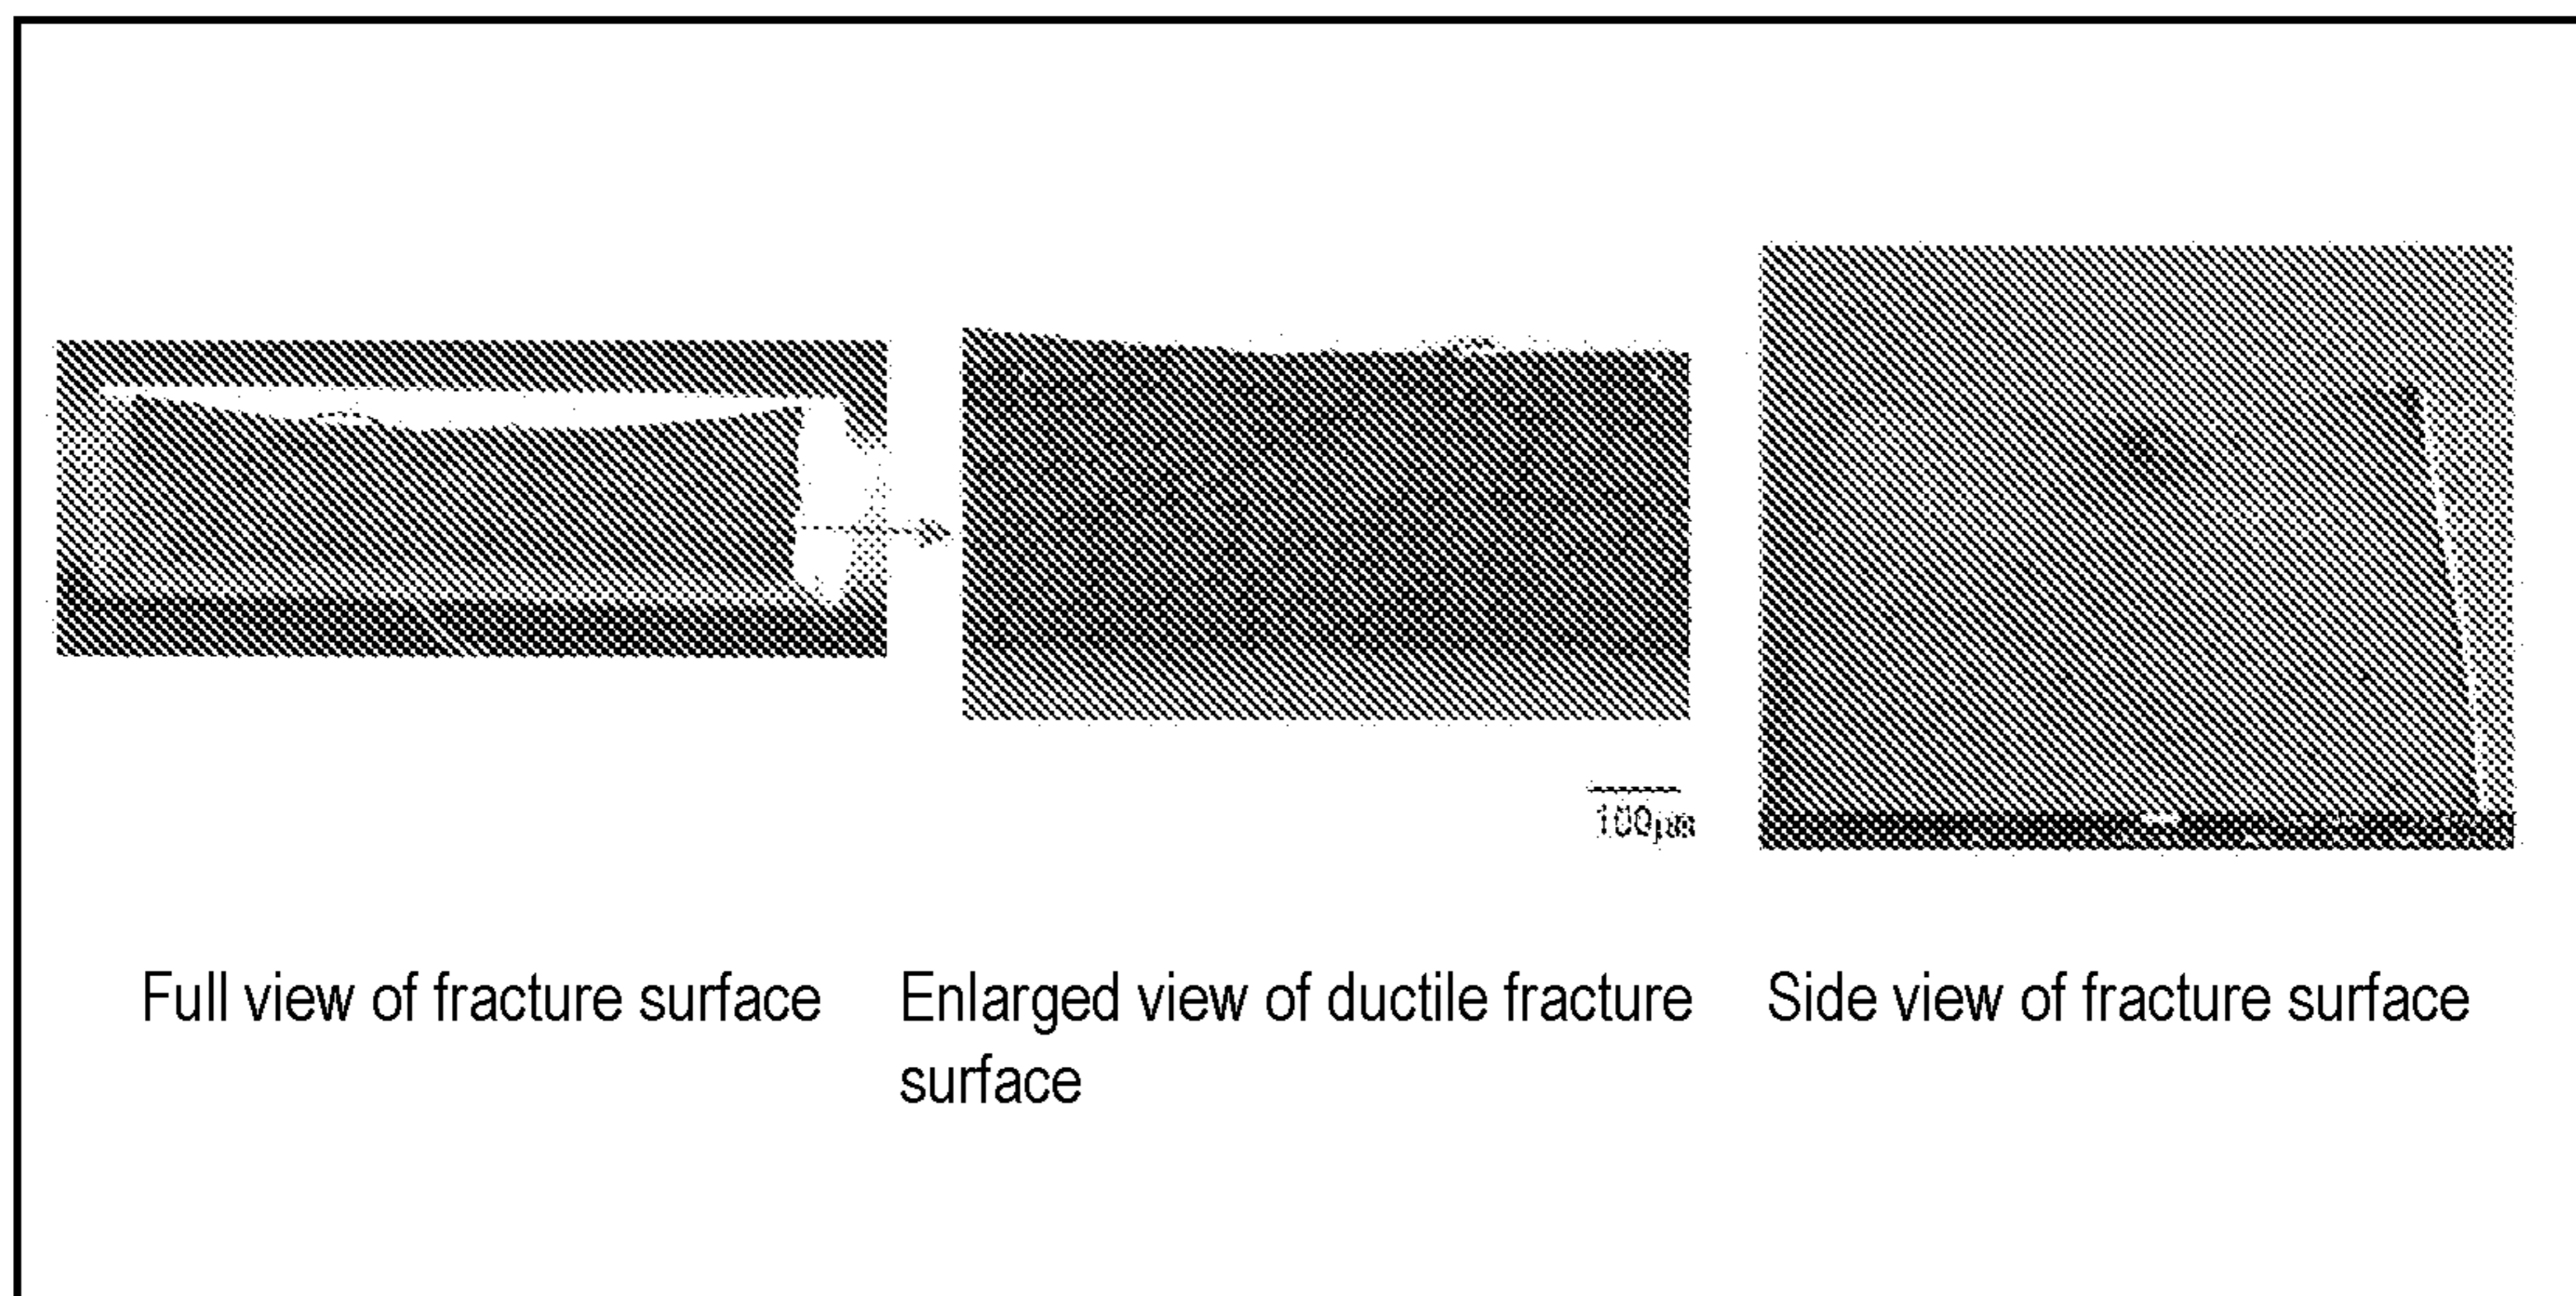 100μm
Full view of fracture surface
Enlarged view of ductile fracture
surface
Side view of fracture surface